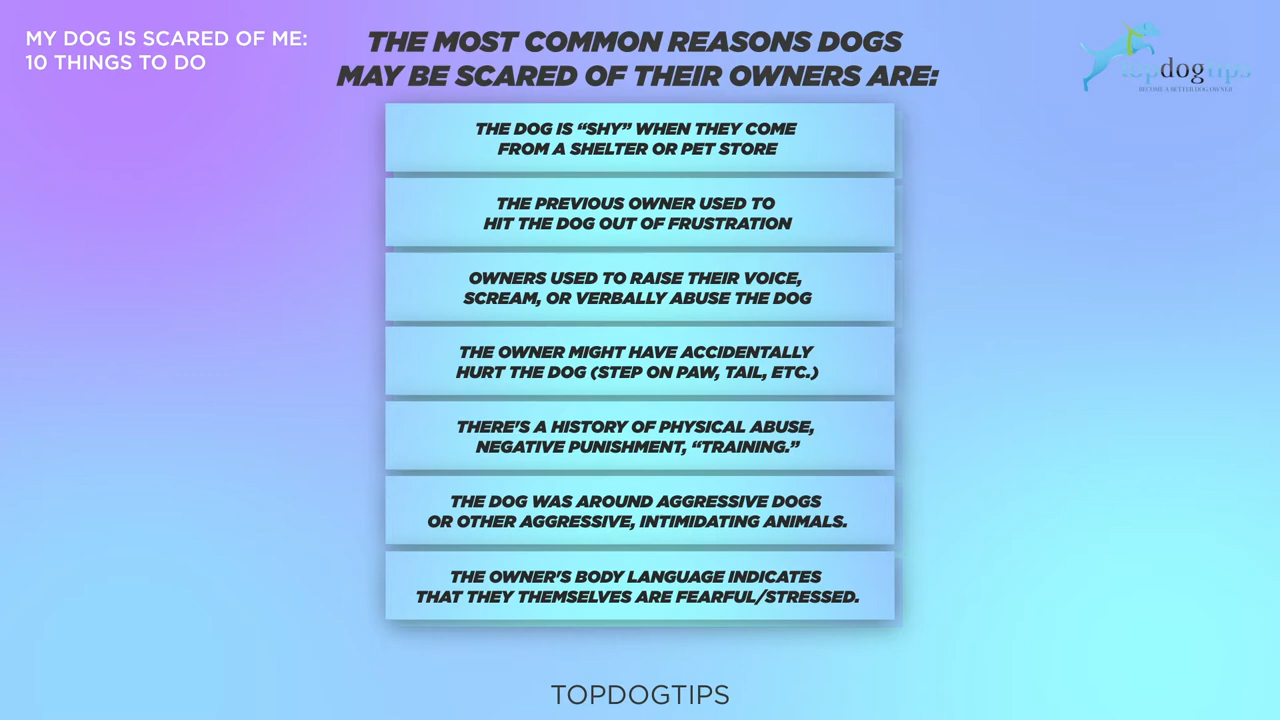 MY DOG IS SCARED OF ME:
10 THINGS TO DO
THE MOST COMMON REASONS DOGS
MAY BE SCARED OF THEIR OWNERS ARE:
topdogtips
BECOME A BETTER DOG OWNER
THE DOG IS “SHY” WHEN THEY COME
FROM A SHELTER OR PET STORE
THE PREVIOUS OWNER USED TO
HIT THE DOG OUT OF FRUSTRATION
OWNERS USED TO RAISE THEIR VOICE,
SCREAM, OR VERBALLY ABUSE THE DOG
THE OWNER MIGHT HAVE ACCIDENTALLY
HURT THE DOG (STEP ON PAW, TAIL, ETC.)
THERE'S A HISTORY OF PHYSICAL ABUSE,
NEGATIVE PUNISHMENT, “TRAINING.”
THE DOG WAS AROUND AGGRESSIVE DOGS
OR OTHER AGGRESSIVE, INTIMIDATING ANIMALS.
THE OWNER'S BODY LANGUAGE INDICATES
THAT THEY THEMSELVES ARE FEARFUL/STRESSED.
TOPDOGTIPS